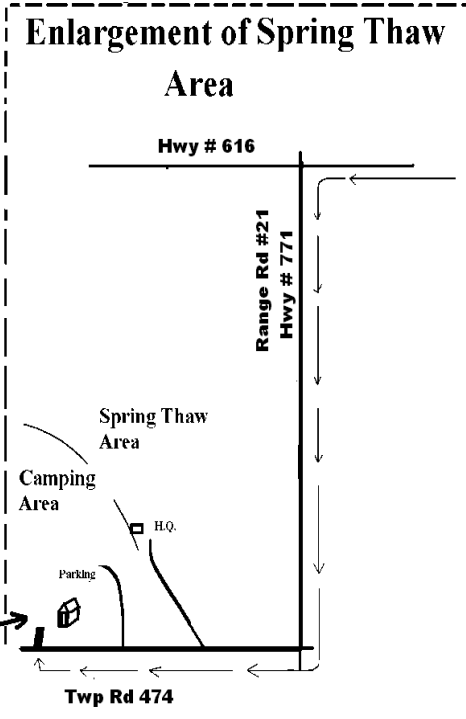 Enlargement of Spring Thaw
Area
Hwy # 616
Range Rd #21
Hwy # 771
Spring Thaw
Area
Camping
Area
H.Q.
Parking
Twp Rd 474